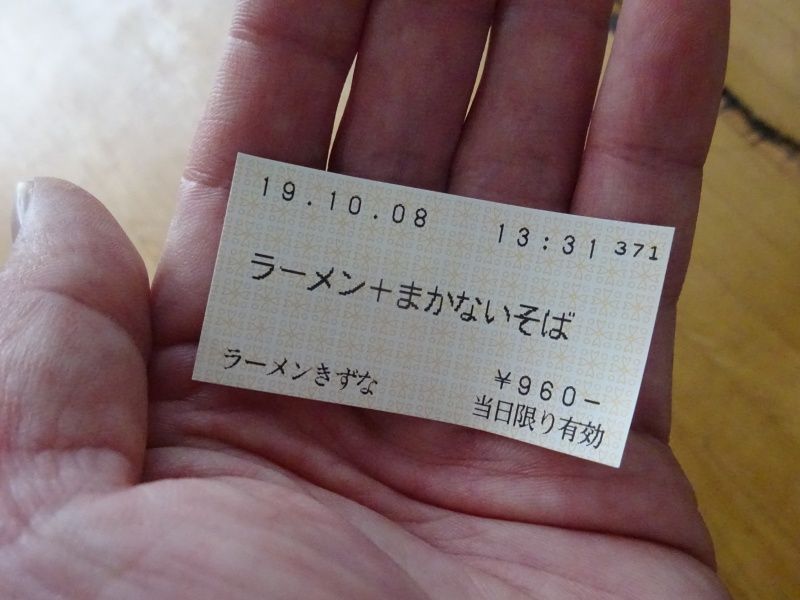 19.10.08 13:31 371
ラーメン+まかないそば
ラーメンきずな ¥960-
当日限り有効